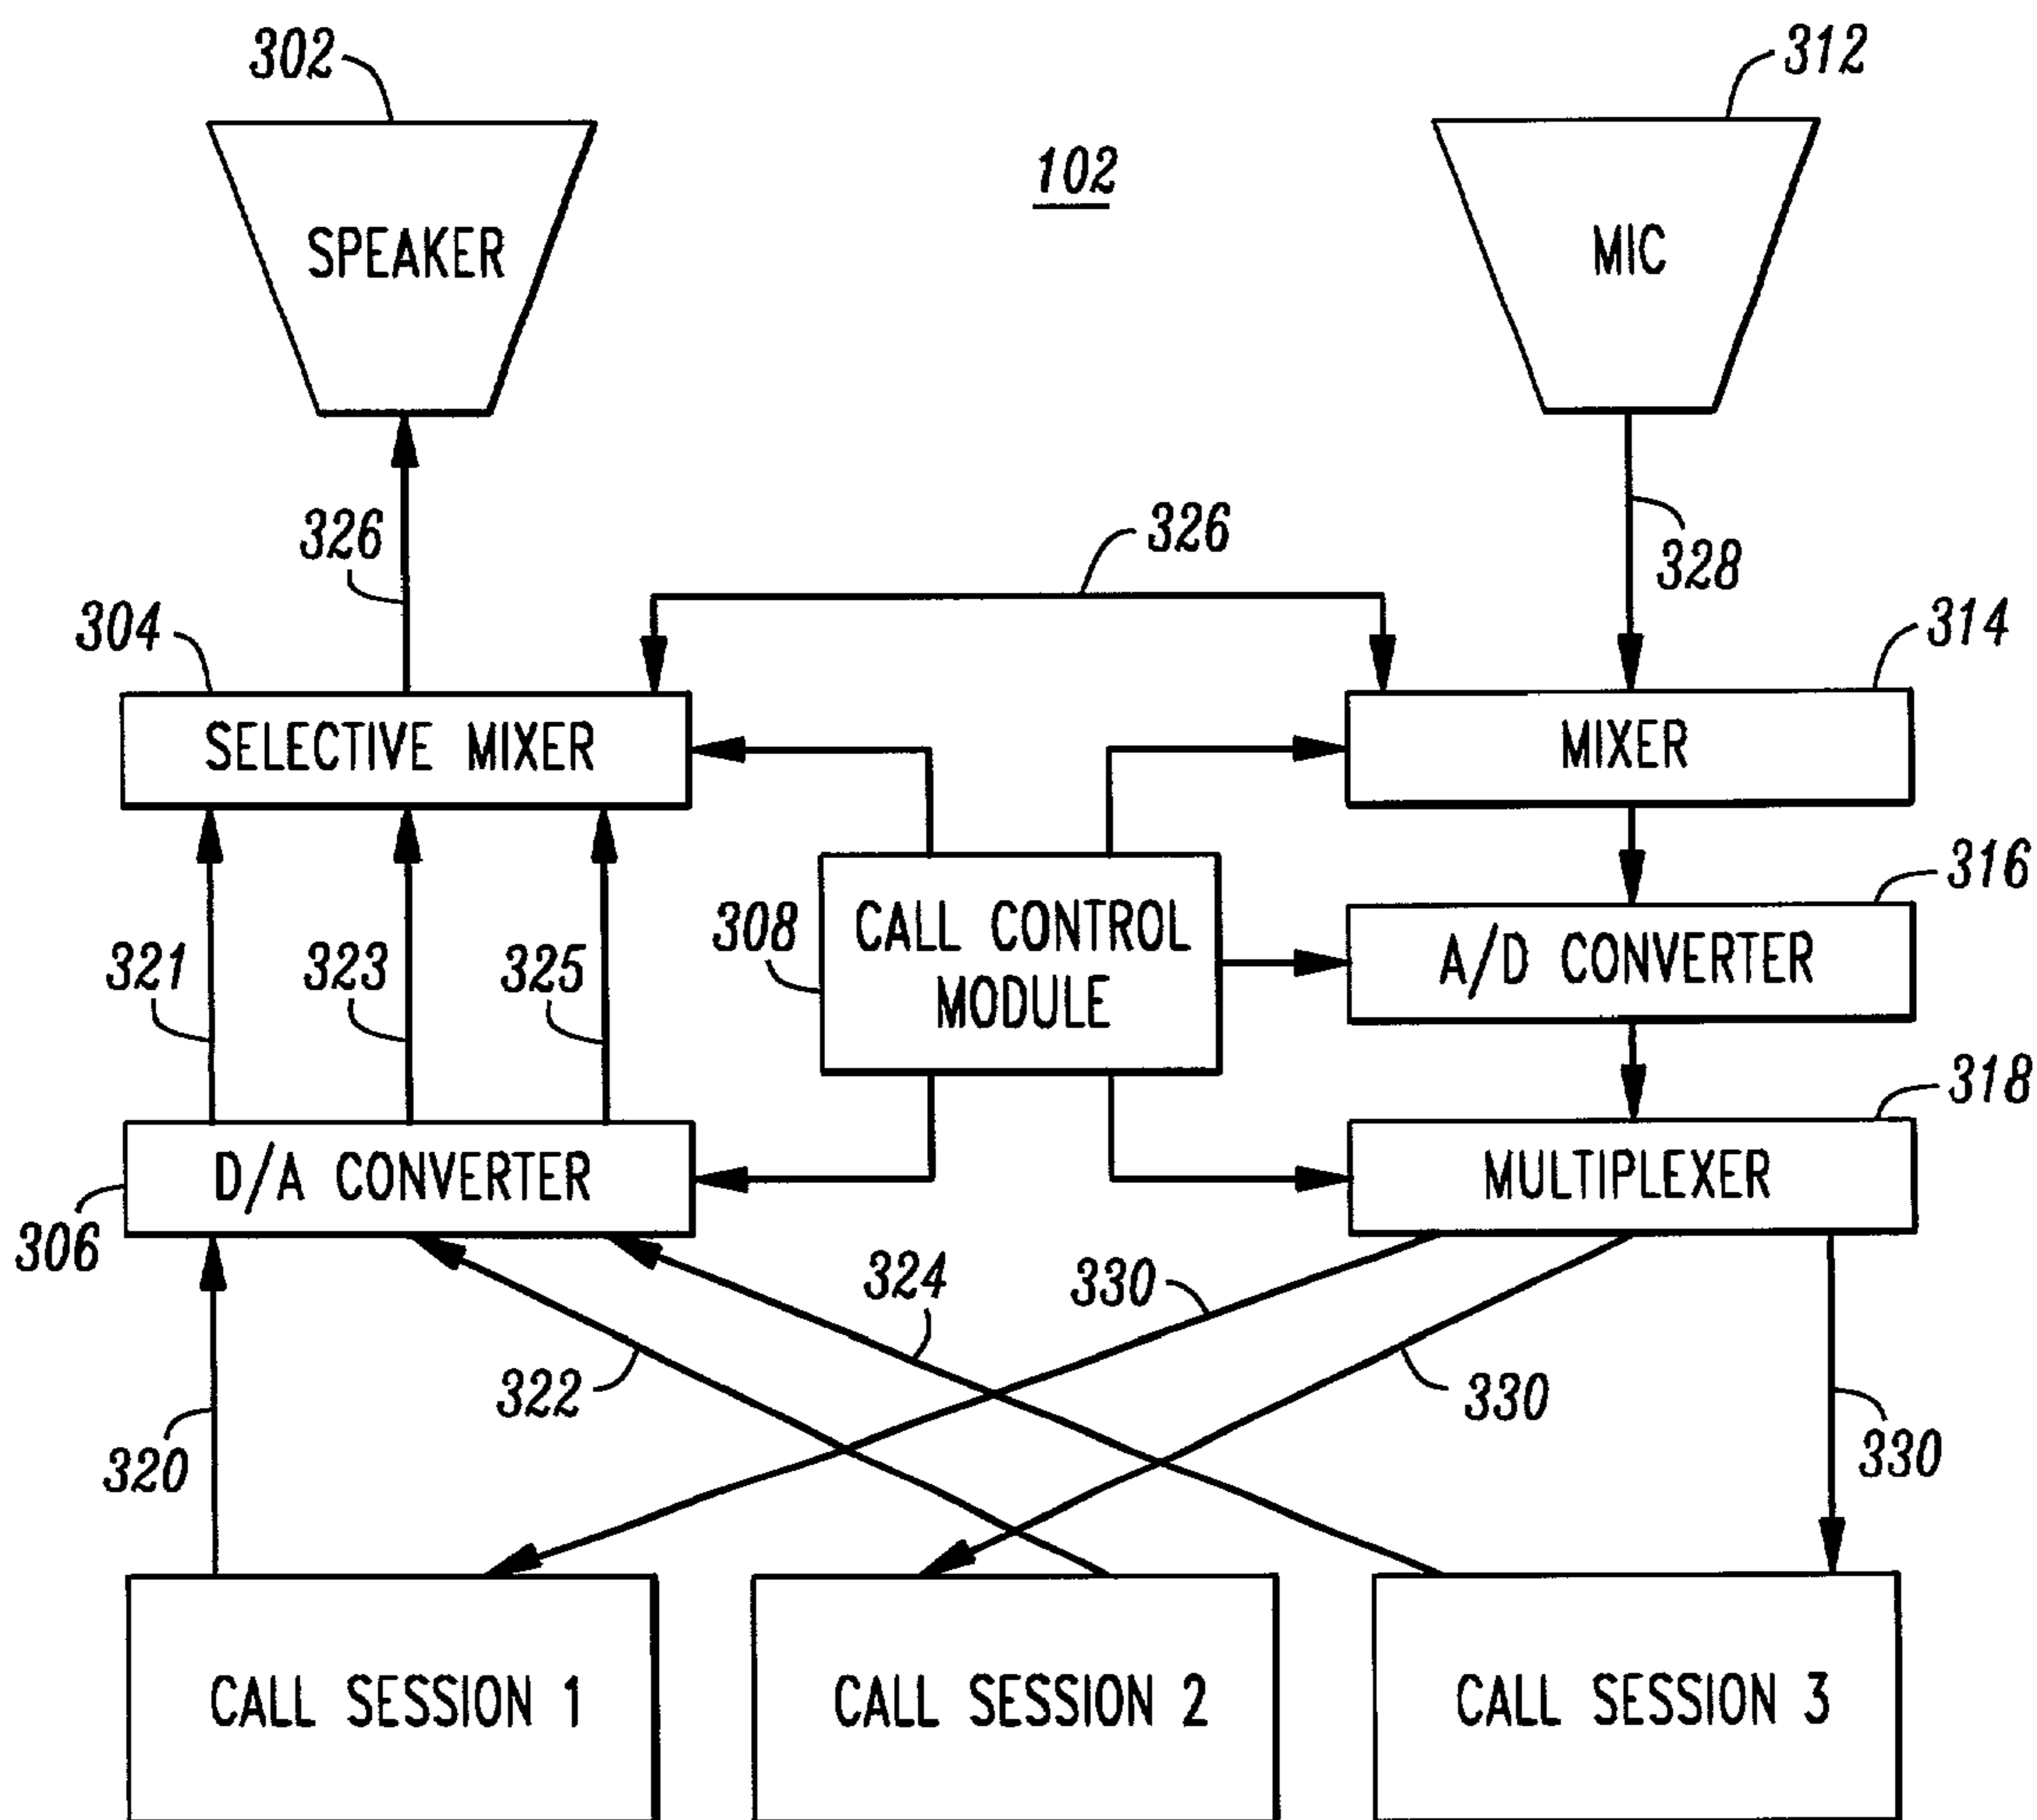 302
312
102
SPEAKER
MIC
326
326
328
304
314
SELECTIVE MIXER
MIXER
316
308
CALL CONTROL
MODULE
A/D CONVERTER
321
323
325
318
D/A CONVERTER
MULTIPLEXER
306
324
330
322
330
320
330
CALL SESSION 1
CALL SESSION 2
CALL SESSION 3